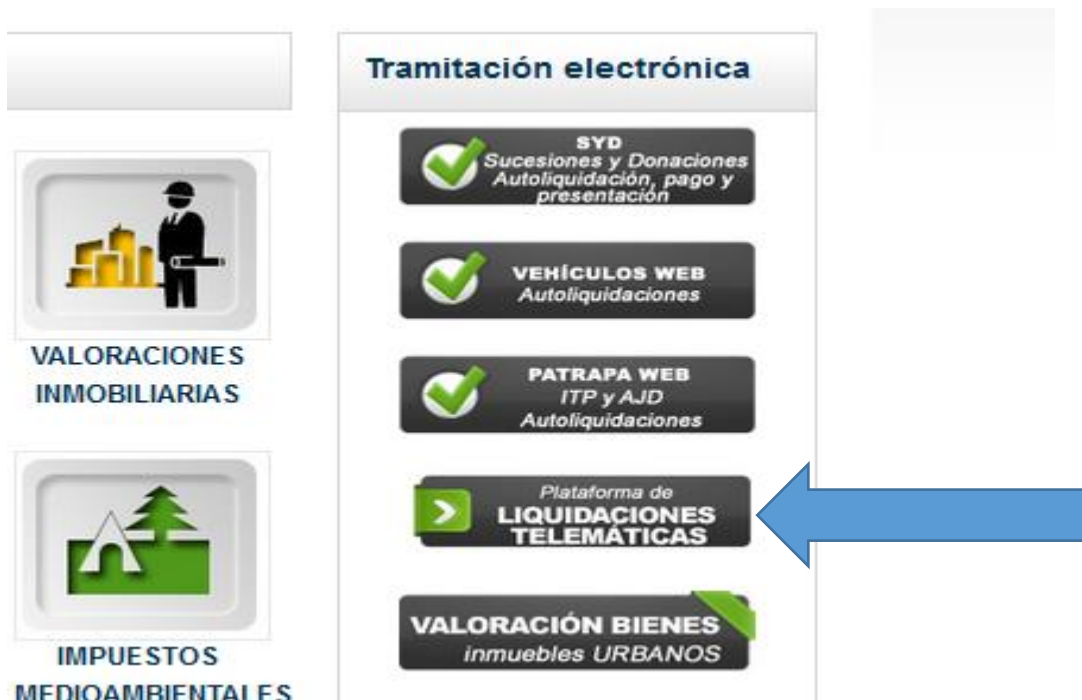 Tramitación electrónica
VALORACIONES
INMOBILIARIAS
IMPUESTOS
MEDIOAMBIENTALES
SYD
Sucesiones y Donaciones
Autoliquidación, pago y
presentación
VEHÍCULOS WEB
Autoliquidaciones
PATRAPA WEB
ITP y AJD
Autoliquidaciones
Plataforma de
LIQUIDACIONES
TELEMÁTICAS
VALORACIÓN BIENES
inmuebles URBANOS